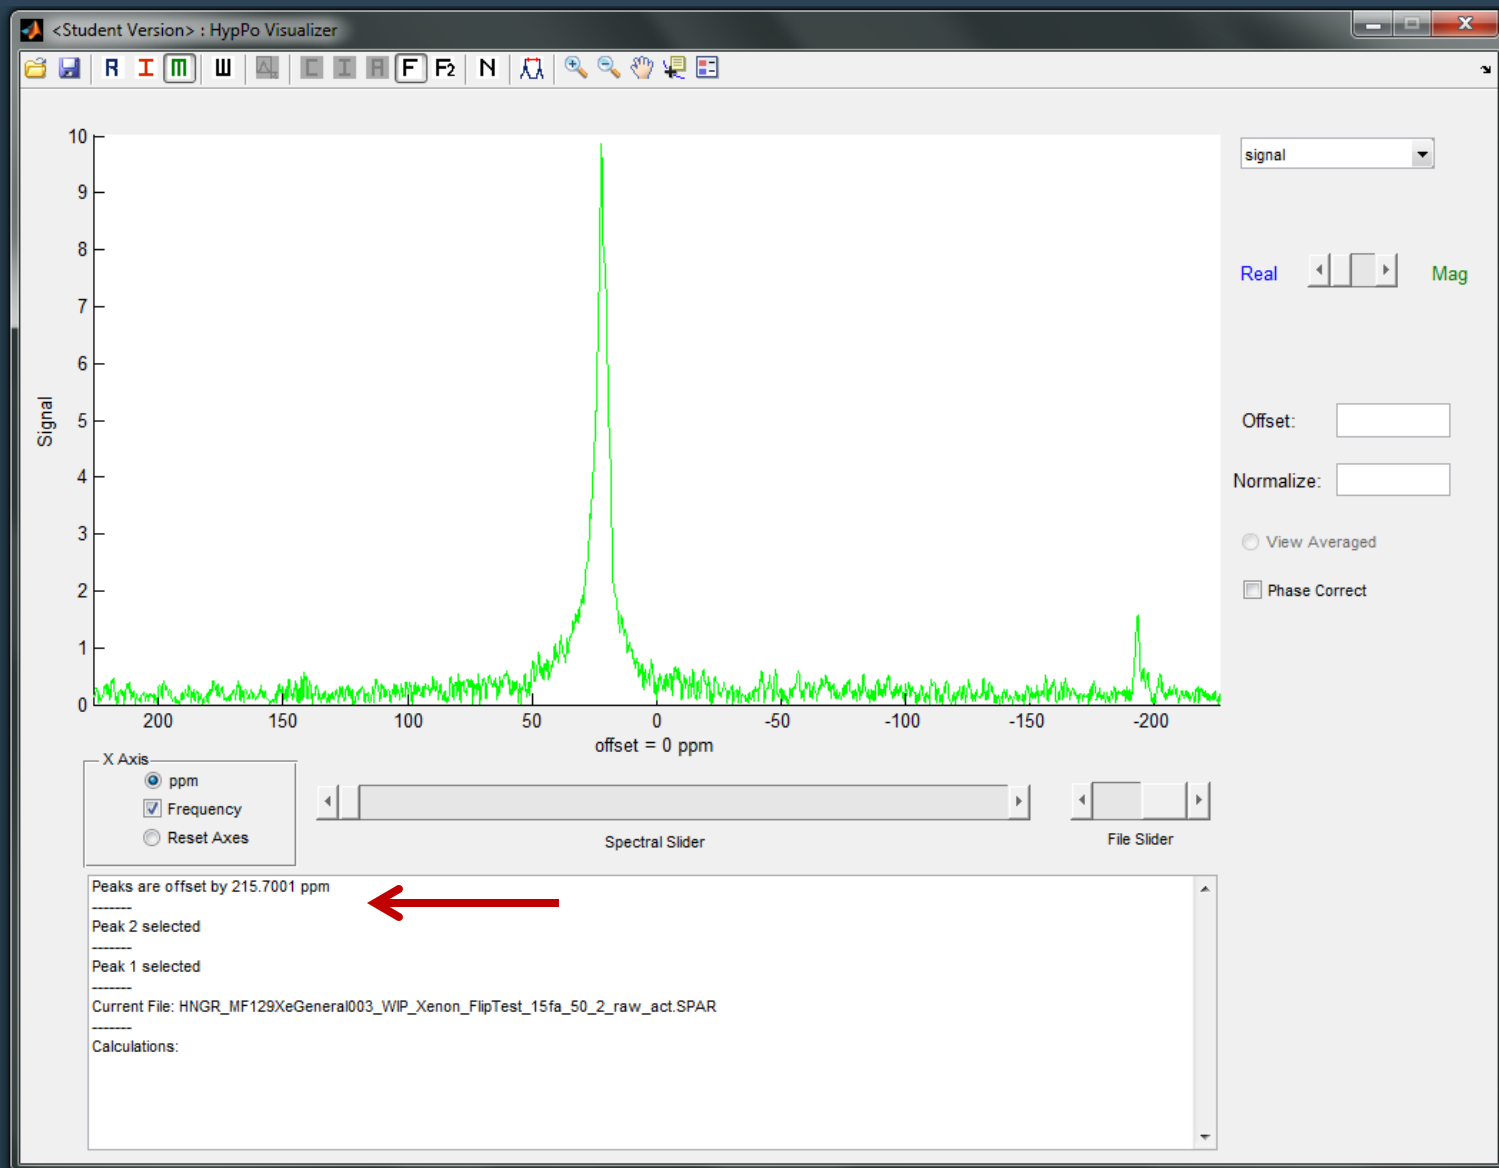 <Student Version> : HypPo Visualizer
R I m ш C I A F F2 N
signal
Real Mag
Offset:
Normalize:
View Averaged
Phase Correct
10
9
8
7
6
5
4
3
2
1
0
Signal
200 150 100 50 0 -50 -100 -150 -200
offset = 0 ppm
X Axis
ppm
Frequency
Reset Axes
Spectral Slider
File Slider
Peaks are offset by 215.7001 ppm
-------
Peak 2 selected
-------
Peak 1 selected
-------
Current File: HNGR_MF129XeGeneral003_WIP_Xenon_FlipTest_15fa_50_2_raw_act.SPAR
-------
Calculations: